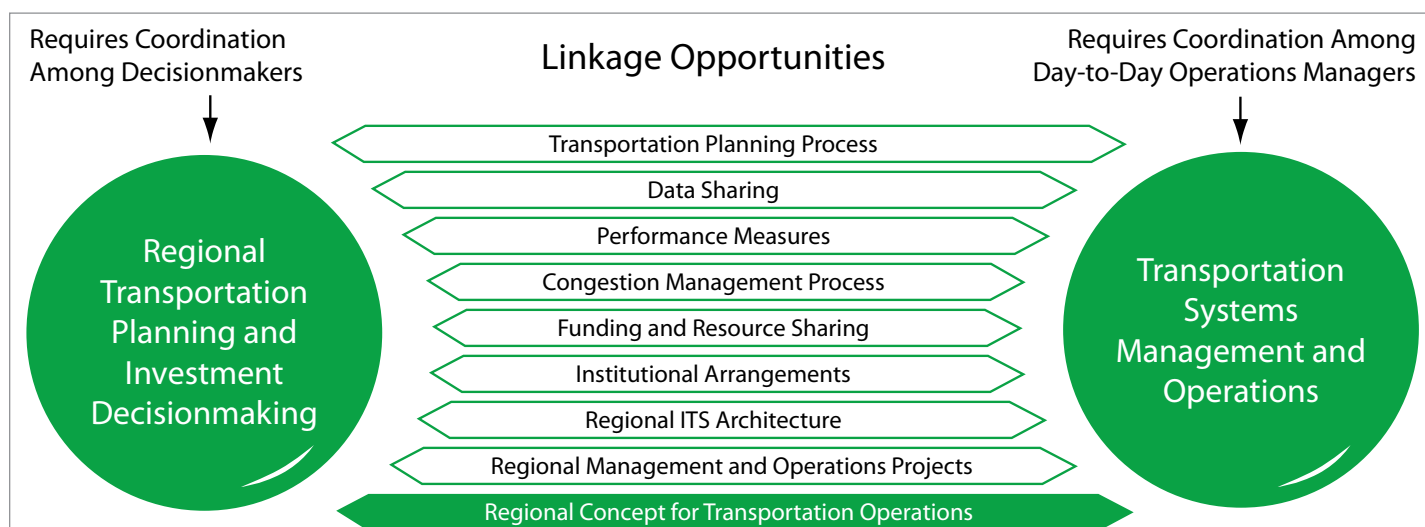 Requires Coordination
Among Decisionmakers
Linkage Opportunities
Requires Coordination Among
Day-to-Day Operations Managers
Regional
Transportation
Planning and
Investment
Decisionmaking
Transportation Planning Process
Data Sharing
Performance Measures
Congestion Management Process
Funding and Resource Sharing
Institutional Arrangements
Regional ITS Architecture
Regional Management and Operations Projects
Regional Concept for Transportation Operations
Transportation
Systems
Management and
Operations